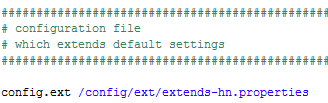 ###############################################
# configuration file
# which extends default settings
###############################################
config.ext /config/ext/extends-hn.properties